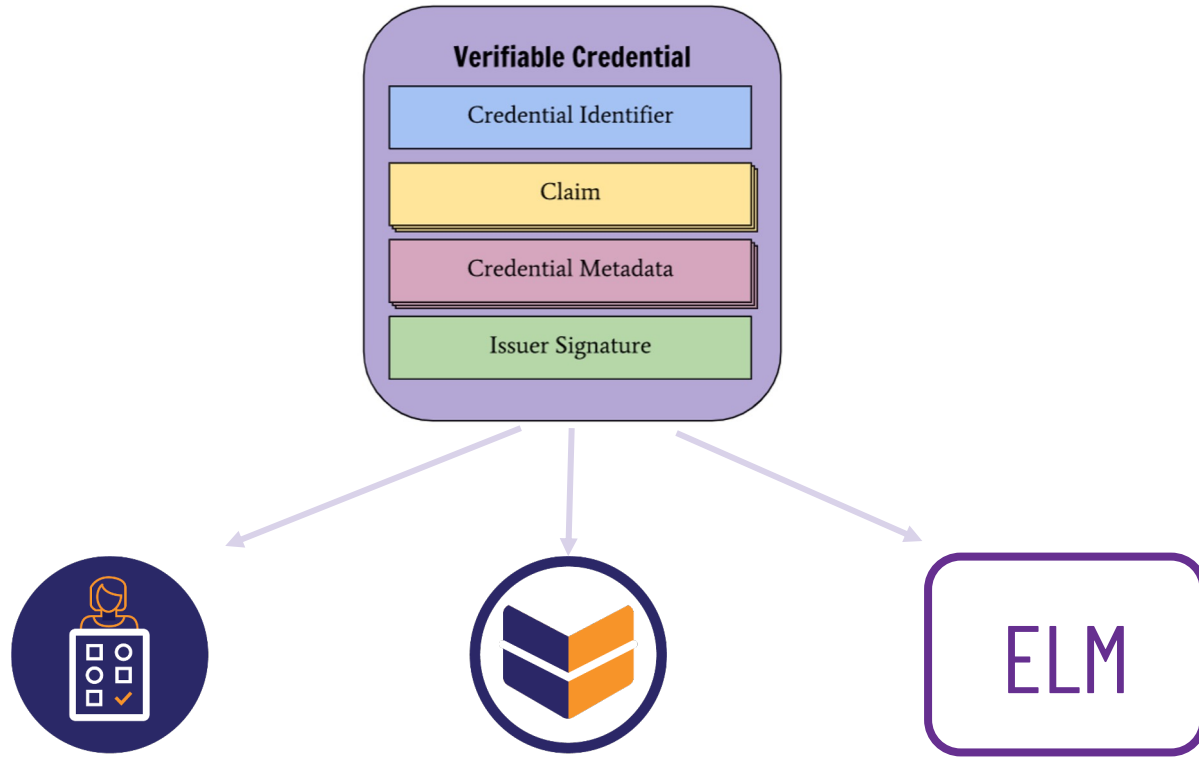 Verifiable Credential
Credential Identifier
Claim
Credential Metadata
Issuer Signature
ELM